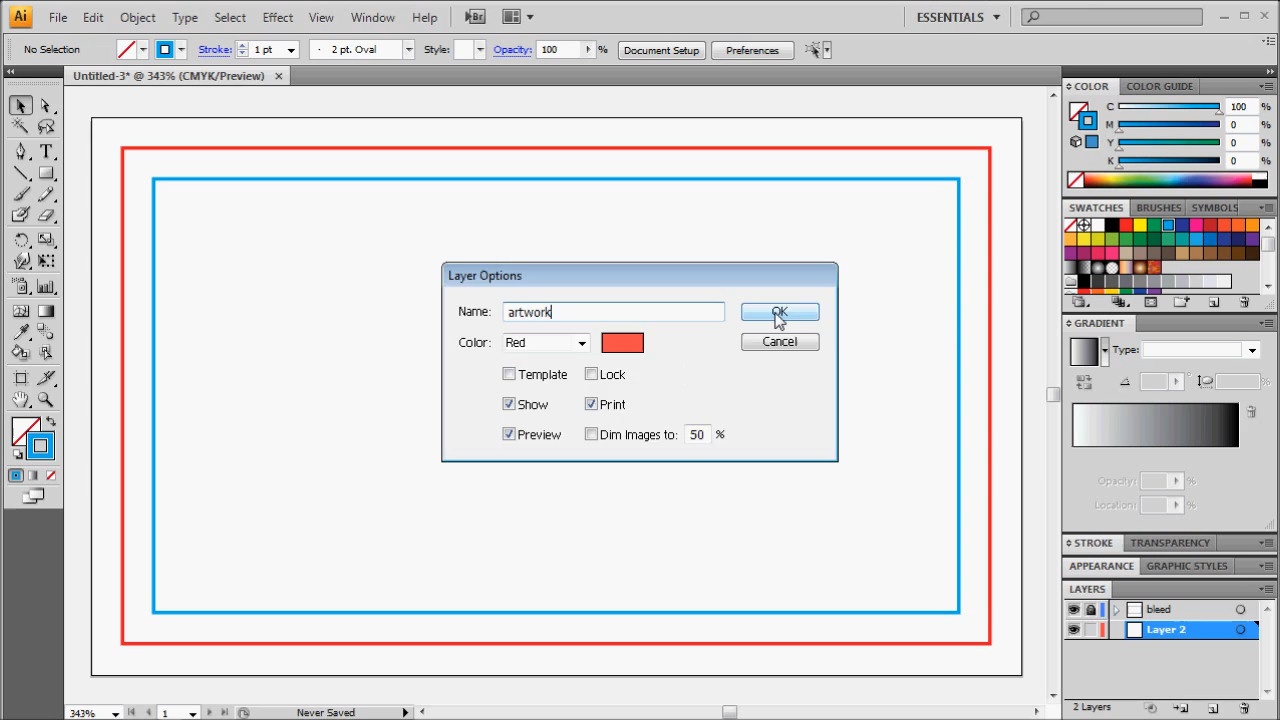 Ai File Edit Object Type Select Effect View Window Help Br ESSENTIALS
No Selection Stroke: 1 pt 2 pt. Oval Style: Opacity: 100 % Document Setup Preferences
Untitled-3* @ 343% (CMYK/Preview)
COLOR COLOR GUIDE
C 100 %
M 0 %
Y 0 %
K 0 %
SWATCHES BRUSHES SYMBOLS
Layer Options
Name: artwork OK
Color: Red Cancel
Template Lock
Show Print
Preview Dim Images to: 50 %
GRADIENT
Type:
Opacity: %
Location: %
STROKE TRANSPARENCY
APPEARANCE GRAPHIC STYLES
LAYERS
bleed
Layer 2
2 Layers
343% 1 Never Saved